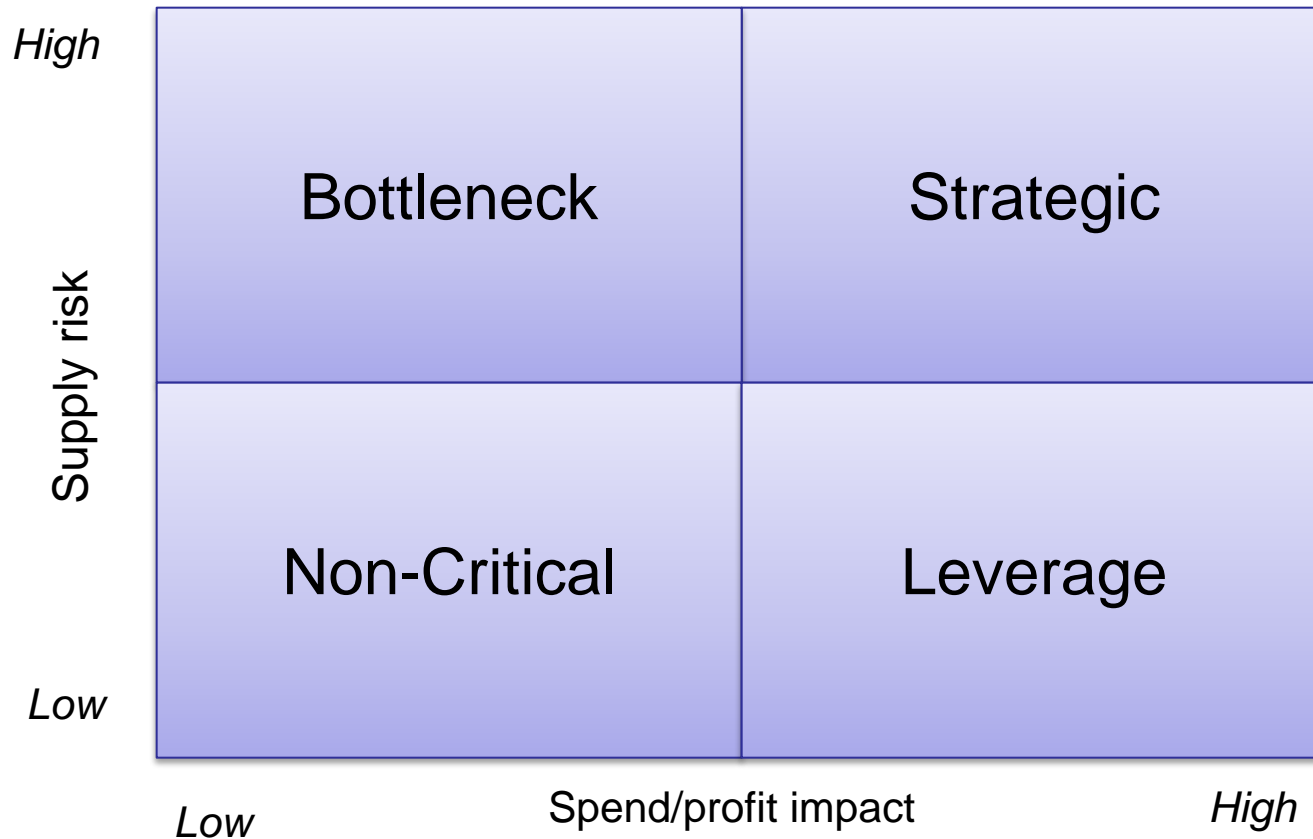 High
Bottleneck
Strategic
Supply risk
Non-Critical
Leverage
Low
Low
Spend/profit impact
High